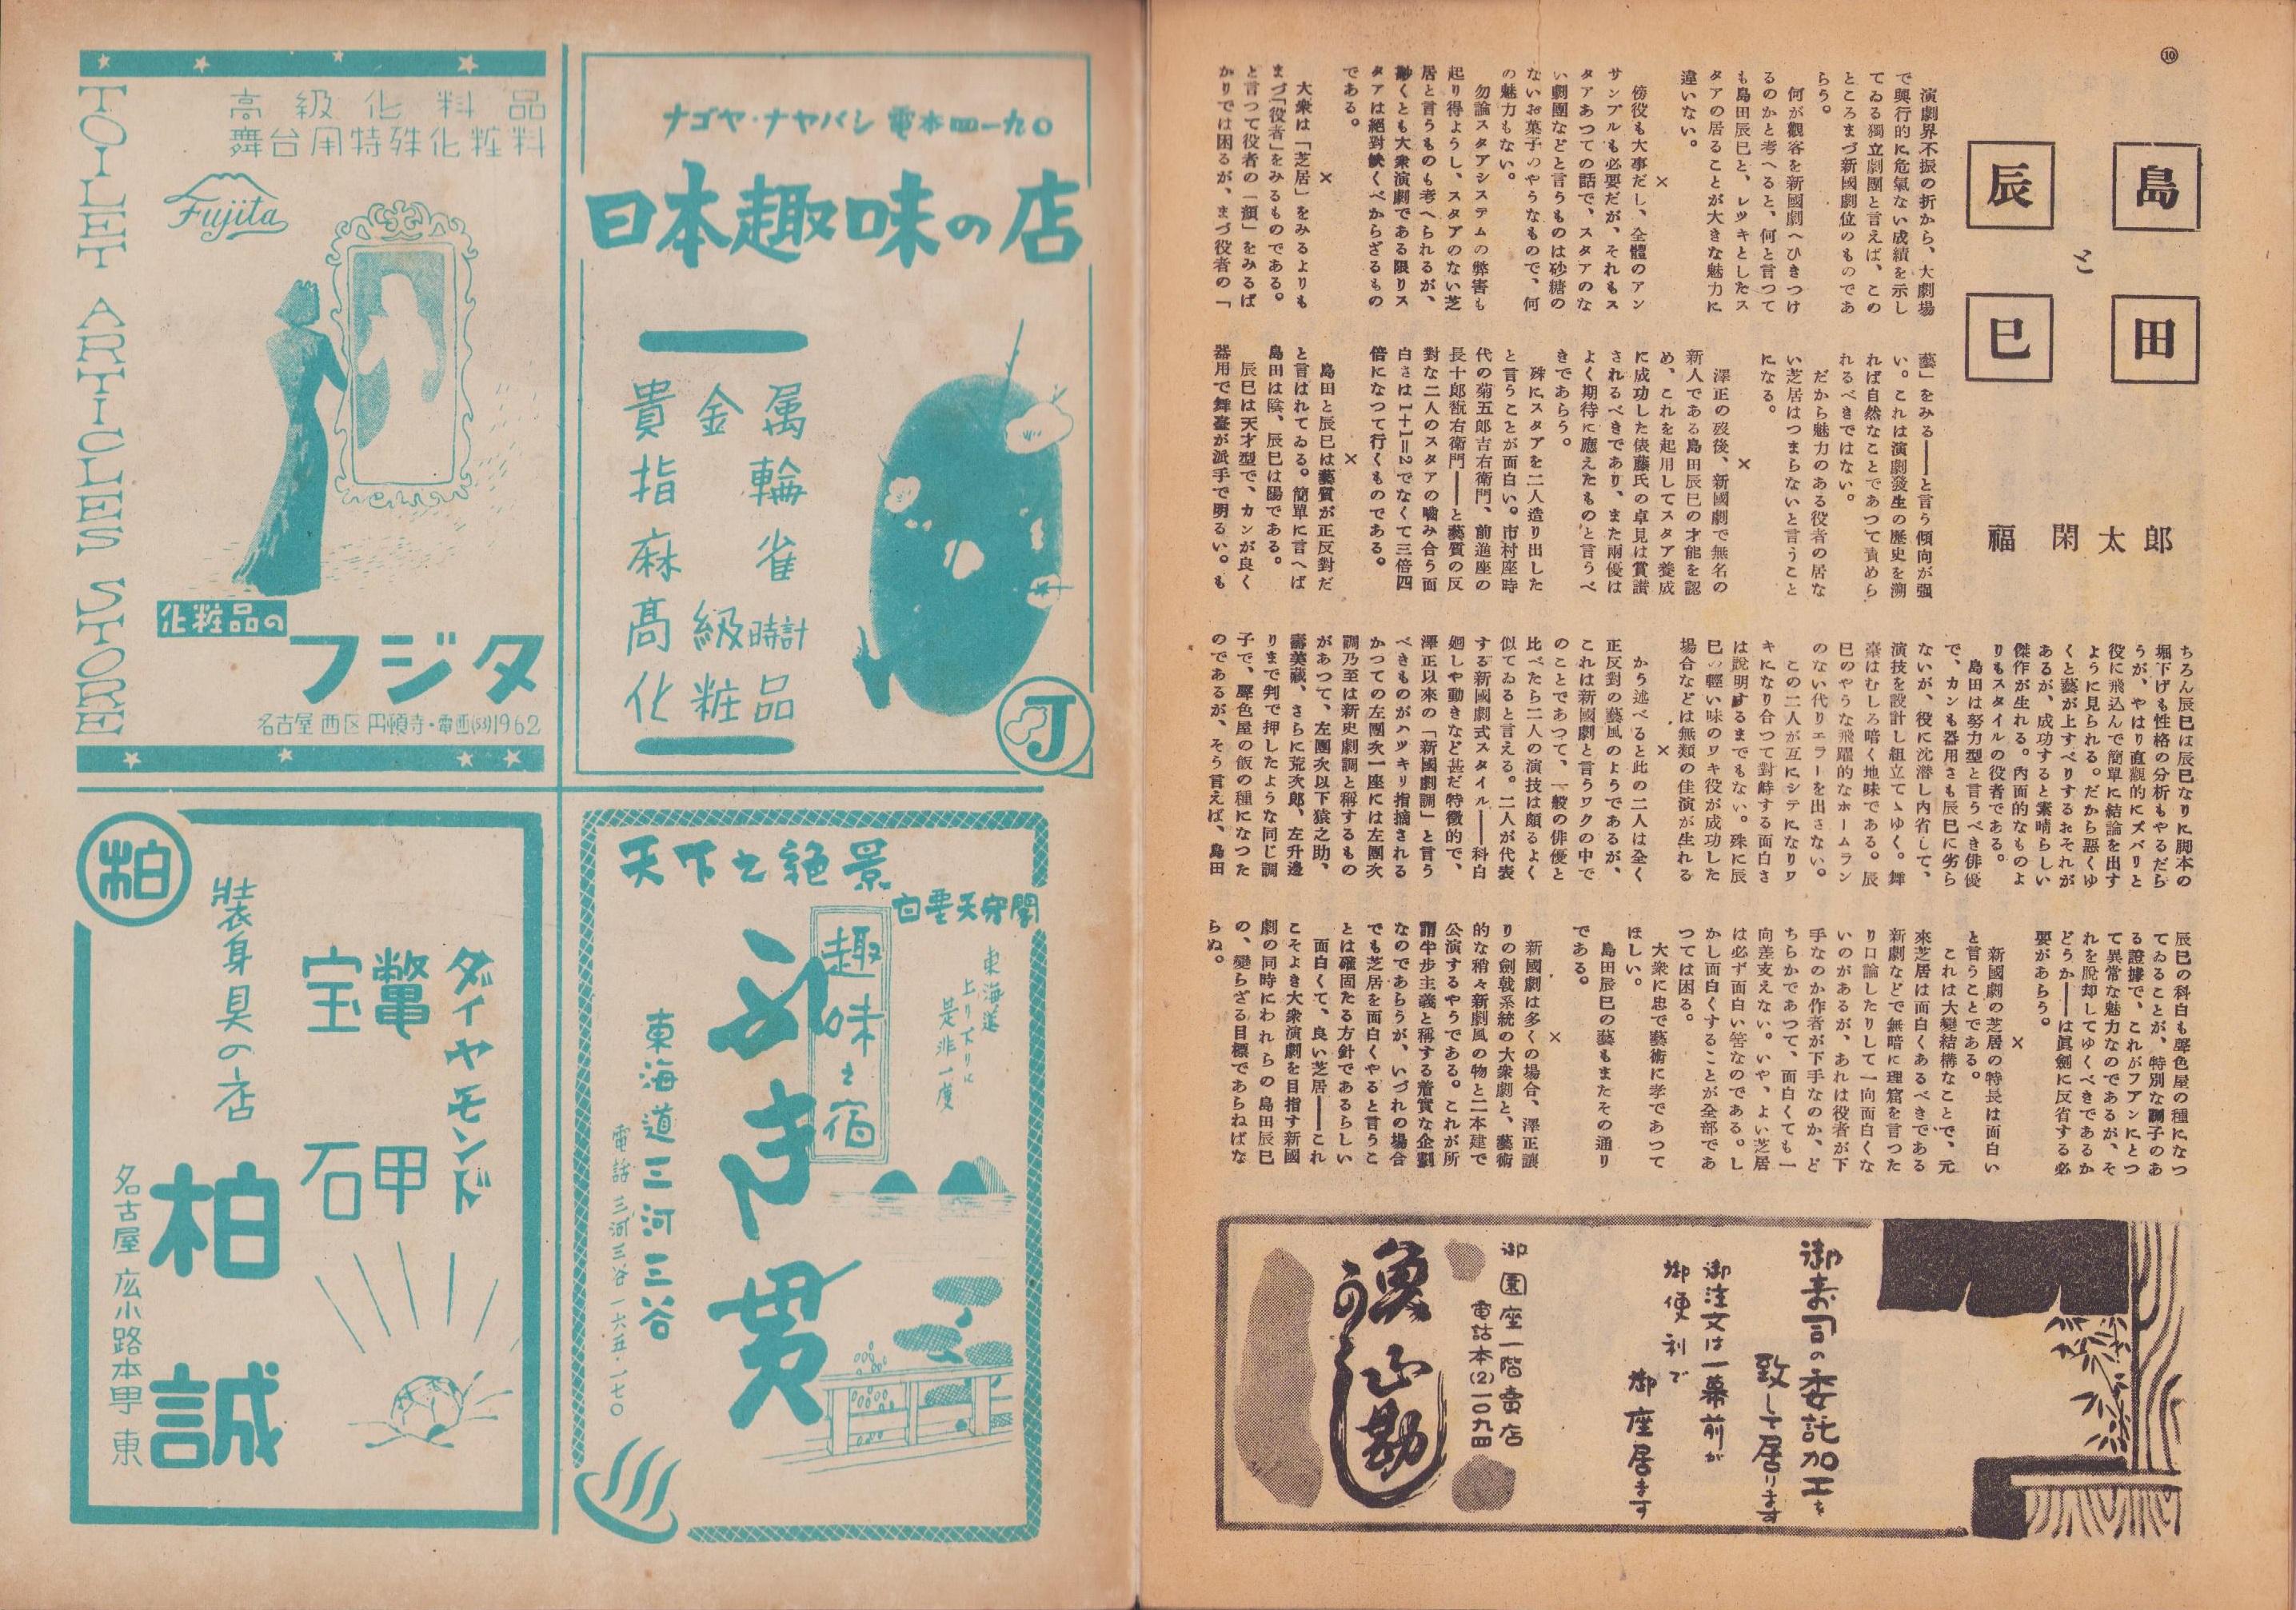 ⑩
島田
と
辰巳
福 閑太郎
演劇界不振の折から、大劇場
で興行的に危氣ない成績を示し
てゐる獨立劇團と言えば、この
ところまづ新國劇位のものであ
らう。
何が觀客を新國劇へひきつけ
るのかと考へると、何と言つて
も島田辰巳と、レッキとしたス
タアの居ることが大きな魅力に
違いない。
×
傍役も大事だし、全體のアン
サンブルも必要だが、それもス
タアあつての話で、スタアのな
い劇團などと言うものは砂糖の
ないお菓子のやうなもので、何
の魅力もない。
勿論スタアシステムの弊害も
起り得ようし、スタアのない芝
居と言うものも考へられるが、
尠くとも大衆演劇である限りス
タアは絕對缺くべからざるもの
である。
×
大衆は「芝居」をみるよりも
まづ「役者」をみるものである。
と言つて役者の「顏」をみるば
かりでは困るが、まづ役者の「
藝」をみる――と言う傾向が强
い。これは演劇發生の歷史を溯
れば自然なことであつて責めら
れるべきではない。
だから魅力のある役者の居な
い芝居はつまらないと言うこと
になる。
×
澤正の歿後、新國劇で無名の
新人である島田辰巳の才能を認
め、これを起用してスタア養成
に成功した俵藤氏の卓見は賞讃
されるべきであり、また兩優は
よく期待に應えたものと言うべ
きであらう。
殊にスタアを二人造り出した
と言うことが面白い。市村座時
代の菊五郎吉右衛門、前進座の
長十郎翫右衛門――と藝質の反
對な二人のスタアの嚙み合う面
白さは1+1=2でなくて三倍四
倍になつて行くものである。
×
島田と辰巳は藝質が正反對だ
と言はれてゐる。簡單に言へば
島田は陰、辰巳は陽である。
辰巳は天才型で、カンが良く
器用で舞臺が派手で明るい。も
ちろん辰巳は辰巳なりに脚本の
堀下げも性格の分析もやるだら
うが、やはり直觀的にズバリと
役に飛込んで簡單に結論を出す
ように見られる。だから悪くゆ
くと藝が上すべりするおそれが
あるが、成功すると素晴らしい
傑作が生れる。內面的なものよ
りもスタイルの役者である。
島田は努力型と言うべき俳優
で、カンも器用さも辰巳に劣ら
ないが、役に沈潜し內省して、
演技を設計し組立てゝゆく。舞
臺はむしろ暗く地味である。辰
巳のやうな飛躍的なホームラン
のない代りエラーを出さない。
この二人が互にシテになりワ
キになり合つて對峙する面白さ
は說明するまでもない。殊に辰
巳の輕い味のワキ役が成功した
場合などは無類の佳演が生れる
×
かう述べると此の二人は全く
正反對の藝風のようであるが、
これは新國劇と言うワクの中で
のことであつて、一般の俳優と
比べたら二人の演技は頗るよく
似てゐると言える。二人が代表
する新國劇式スタイル――科白
廻しや動きなど甚だ特徵的で、
澤正以來の「新國劇調」と言う
べきものがハッキリ指摘される
かつての左團次一座には左團次
調乃至は新史劇調と稱するもの
があつて、左團次以下猿之助、
壽美藏、さらに荒次郎、左升邊
りまで判で押したような同じ調
子で、聲色屋の飯の種になつた
のであるが、そう言えば、島田
辰巳の科白も聲色屋の種になつ
てゐることが、特別な調子のあ
る證據で、これがフアンにとつ
て異常な魅力なのであるが、そ
れを脫却してゆくべきであるか
どうか――は眞劍に反省する必
要があらう。
×
新國劇の芝居の特長は面白い
と言うことである。
これは大變結構なことで、元
來芝居は面白くあるべきである
新劇などで無暗に理窟を言つた
り口論したりして一向面白くな
いのがあるが、あれは役者が下
手なのか作者が下手なのか、ど
ちらかであつて、面白くても一
向差支えない。いや、よい芝居
は必ず面白い筈なのである。し
かし面白くすることが全部であ
つては困る。
大衆に忠で藝術に孝であつて
ほしい。
島田辰巳の藝もまたその通り
である。
×
新國劇は多くの場合、澤正讓
りの劍戟系統の大衆劇と、藝術
的な稍々新劇風の物と二本建で
公演するやうである。これが所
謂半步主義と稱する着實な企劃
なのであらうが、いづれの場合
でも芝居を面白くやると言うこ
とは確固たる方針であるらしい
面白くて、良い芝居――これ
こそよき大衆演劇を目指す新國
劇の同時にわれらの島田辰巳
の、變らざる目標であらねばな
らぬ。
御寿司の委託加工を
致して居ります
御注文は一幕前が
御便利で
御座居ます
御園座一階賣店
電話本(2)一〇九四
ナゴヤ・ナヤバシ 電本四一九〇
日本趣味の店
貴金属
指輪
麻雀
高級時計
化粧品
J
高級化料品
舞台用特殊化粧料
Fujita
TOILET ARTICLES STORE
化粧品の
フジタ
名古屋 西区 円頓寺・電西(53)1962
天下之絶景
趣味之宿
東海道
上り下りに
是非一度
東海道三河三谷
電話 三河三谷一六五・一七〇
柏
装身具の店
ダイヤモンド
鼈甲
宝石
柏誠
名古屋 広小路本町 東